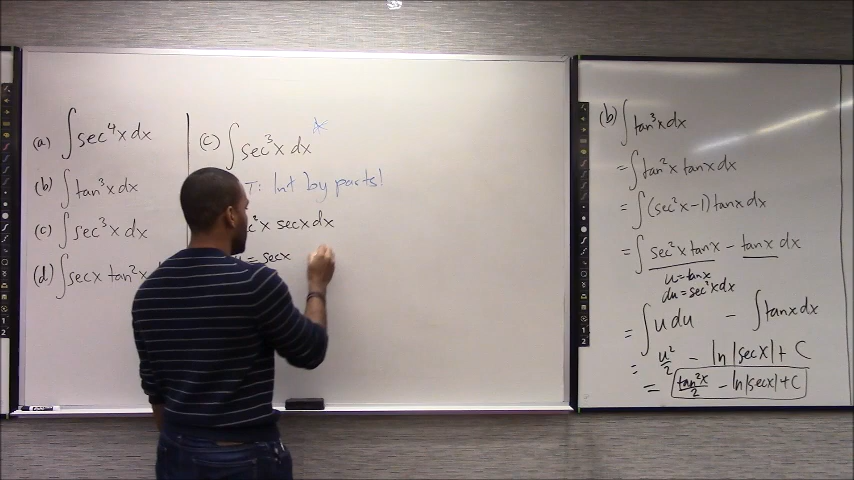 (a) ∫sec⁴x dx
(b) ∫tan³x dx
(c) ∫sec³x dx
(d) ∫secx tan²x
(c) ∫sec³x dx *
T: Int by parts!
c²x secx dx
= secx
(b) ∫tan³x dx
= ∫tan²x tanx dx
= ∫(sec²x-1)tanx dx
= ∫sec²x tanx - tanx dx
u = tanx
du = sec²x dx
= ∫u du - ∫tanx dx
= u²/2 - ln|secx| + C
= tan²x/2 - ln|secx| + C